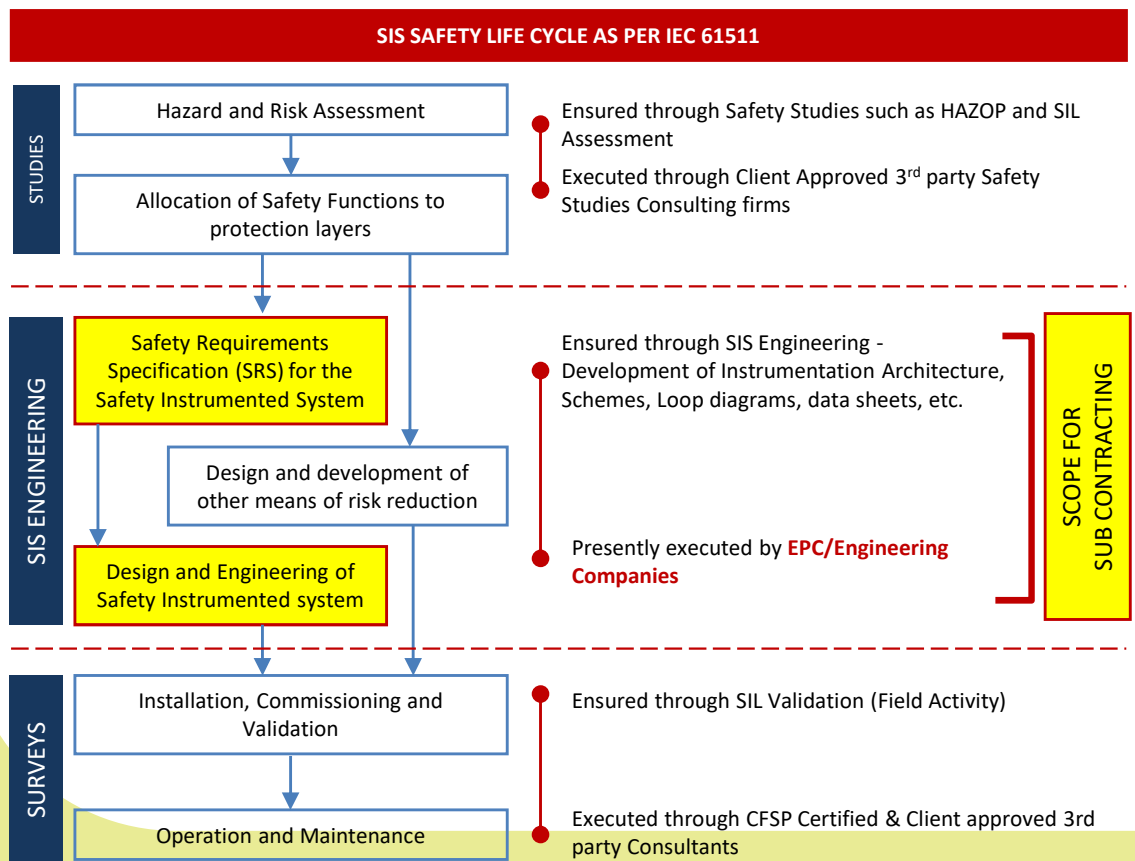 SIS SAFETY LIFE CYCLE AS PER IEC 61511
STUDIES
Hazard and Risk Assessment
Allocation of Safety Functions to
protection layers
Ensured through Safety Studies such as HAZOP and SIL
Assessment
Executed through Client Approved 3rd party Safety
Studies Consulting firms
SIS ENGINEERING
Safety Requirements
Specification (SRS) for the
Safety Instrumented System
Design and development of
other means of risk reduction
Design and Engineering of
Safety Instrumented system
Ensured through SIS Engineering -
Development of Instrumentation Architecture,
Schemes, Loop diagrams, data sheets, etc.
Presently executed by EPC/Engineering
Companies
SCOPE FOR
SUB CONTRACTING
SURVEYS
Installation, Commissioning and
Validation
Operation and Maintenance
Ensured through SIL Validation (Field Activity)
Executed through CFSP Certified & Client approved 3rd
party Consultants